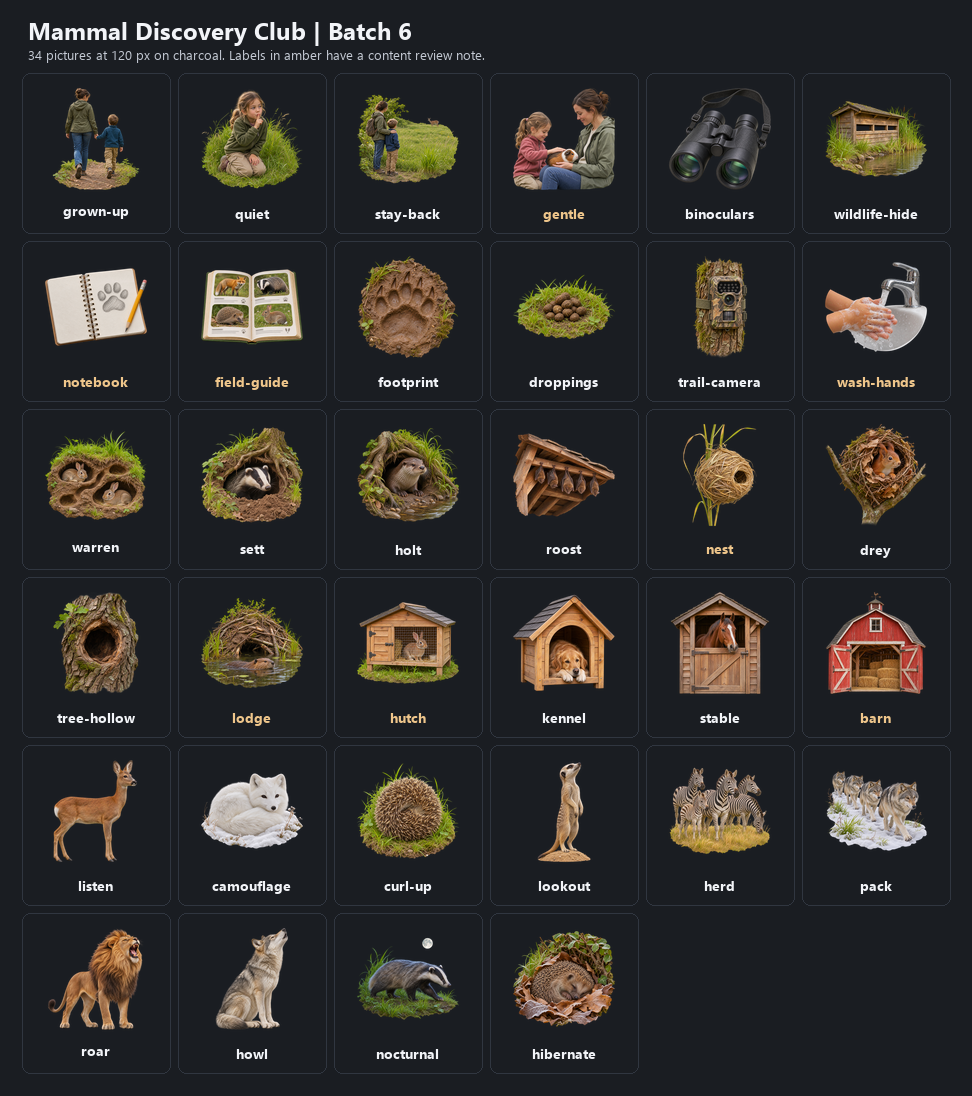 Mammal Discovery Club | Batch 6
34 pictures at 120 px on charcoal. Labels in amber have a content review note.
grown-up
quiet
stay-back
gentle
binoculars
wildlife-hide
notebook
field-guide
footprint
droppings
trail-camera
wash-hands
warren
sett
holt
roost
nest
drey
tree-hollow
lodge
hutch
kennel
stable
barn
listen
camouflage
curl-up
lookout
herd
pack
roar
howl
nocturnal
hibernate